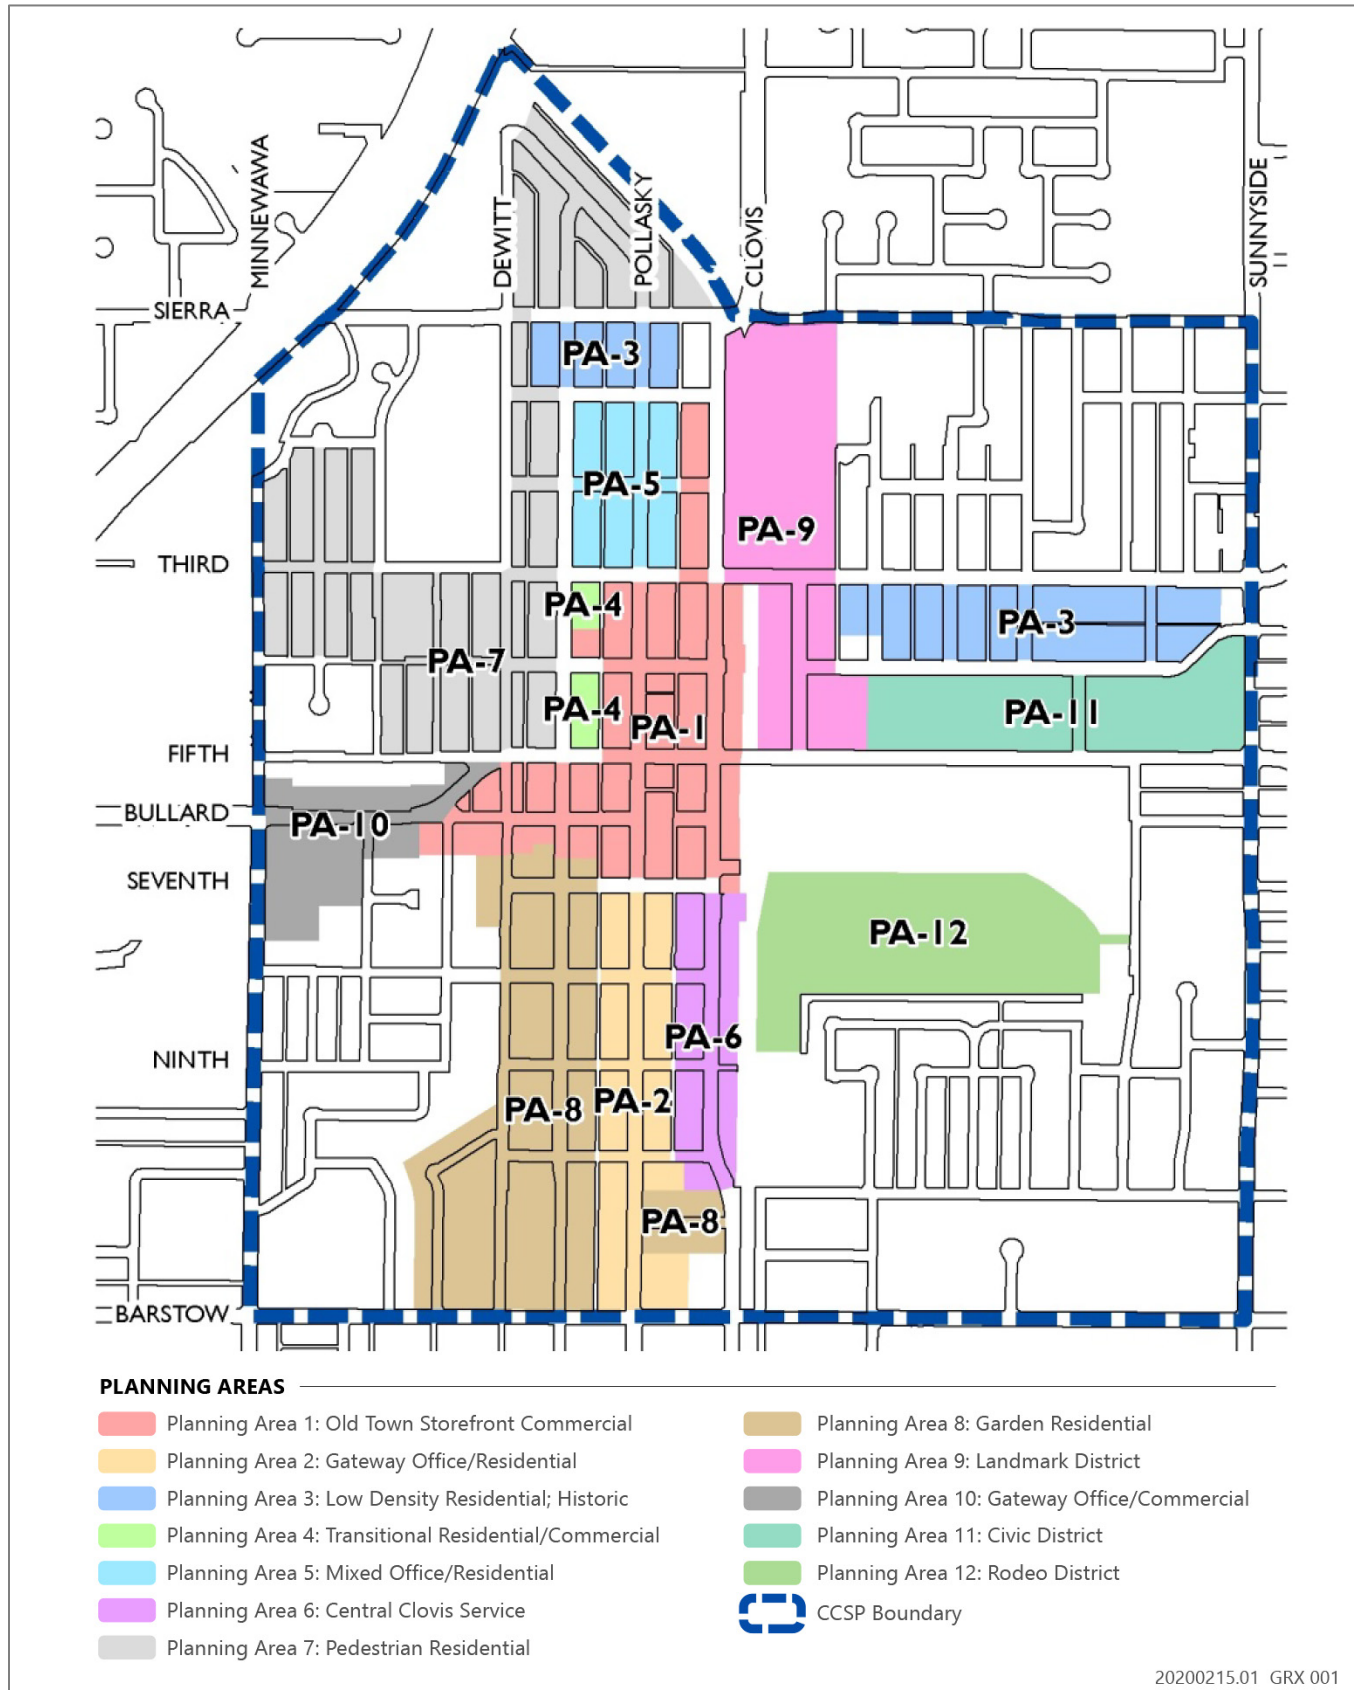 MINNEWAWA
DEWITT
POLLASKY
CLOVIS
SUNNYSIDE
SIERRA
PA-3
PA-5
PA-9
THIRD
PA-4
PA-3
PA-7
PA-4
PA-1
PA-11
FIFTH
BULLARD
PA-10
SEVENTH
PA-12
PA-6
NINTH
PA-8
PA-2
PA-8
BARSTOW
PLANNING AREAS
Planning Area 1: Old Town Storefront Commercial
Planning Area 2: Gateway Office/Residential
Planning Area 3: Low Density Residential; Historic
Planning Area 4: Transitional Residential/Commercial
Planning Area 5: Mixed Office/Residential
Planning Area 6: Central Clovis Service
Planning Area 7: Pedestrian Residential
Planning Area 8: Garden Residential
Planning Area 9: Landmark District
Planning Area 10: Gateway Office/Commercial
Planning Area 11: Civic District
Planning Area 12: Rodeo District
CCSP Boundary
20200215.01 GRX 001